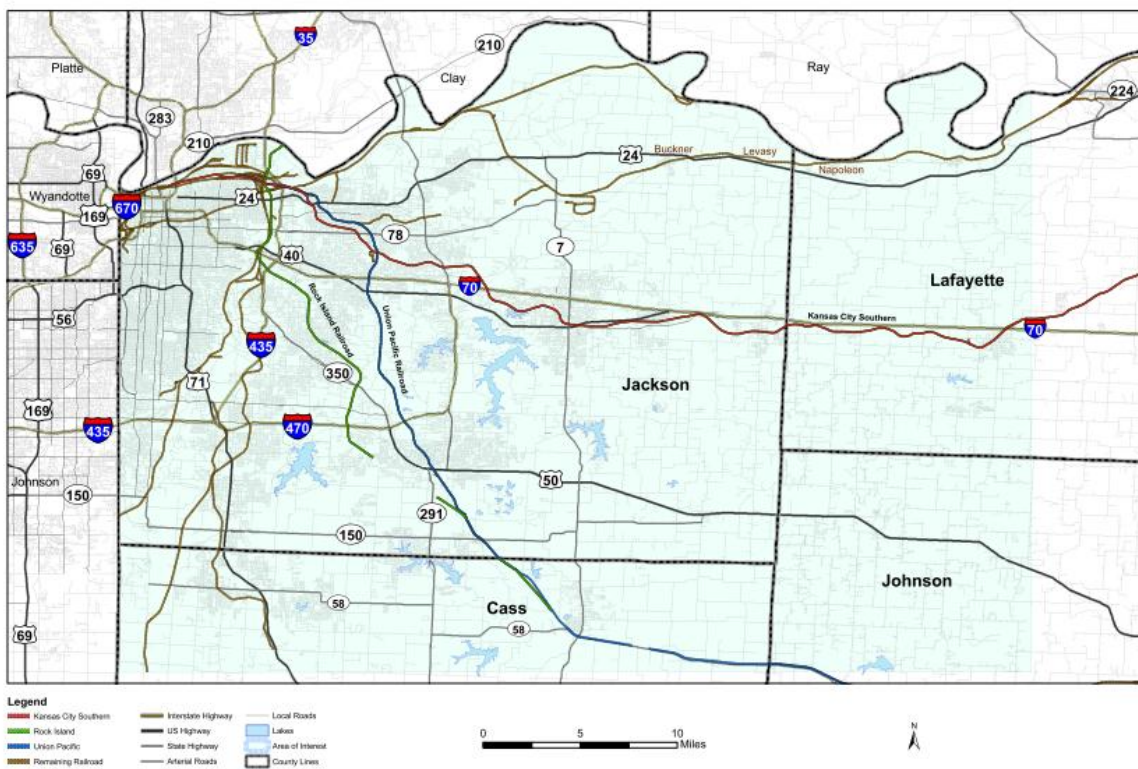 35
210
Platte
Clay
Ray
224
283
210
Buckner
Levasy
24
Napoleon
69
Wyandotte
24
670
169
78
635
69
40
7
Lafayette
70
Rock Island Railroad
Union Pacific Railroad
Kansas City Southern
56
70
435
350
Jackson
71
169
435
470
Johnson
150
50
291
150
Johnson
58
Cass
58
69
Legend
Kansas City Southern
Rock Island
Union Pacific
Remaining Railroad
Interstate Highway
US Highway
State Highway
Arterial Roads
Local Roads
Lakes
Area of Interest
County Lines
0 5 10
Miles
N